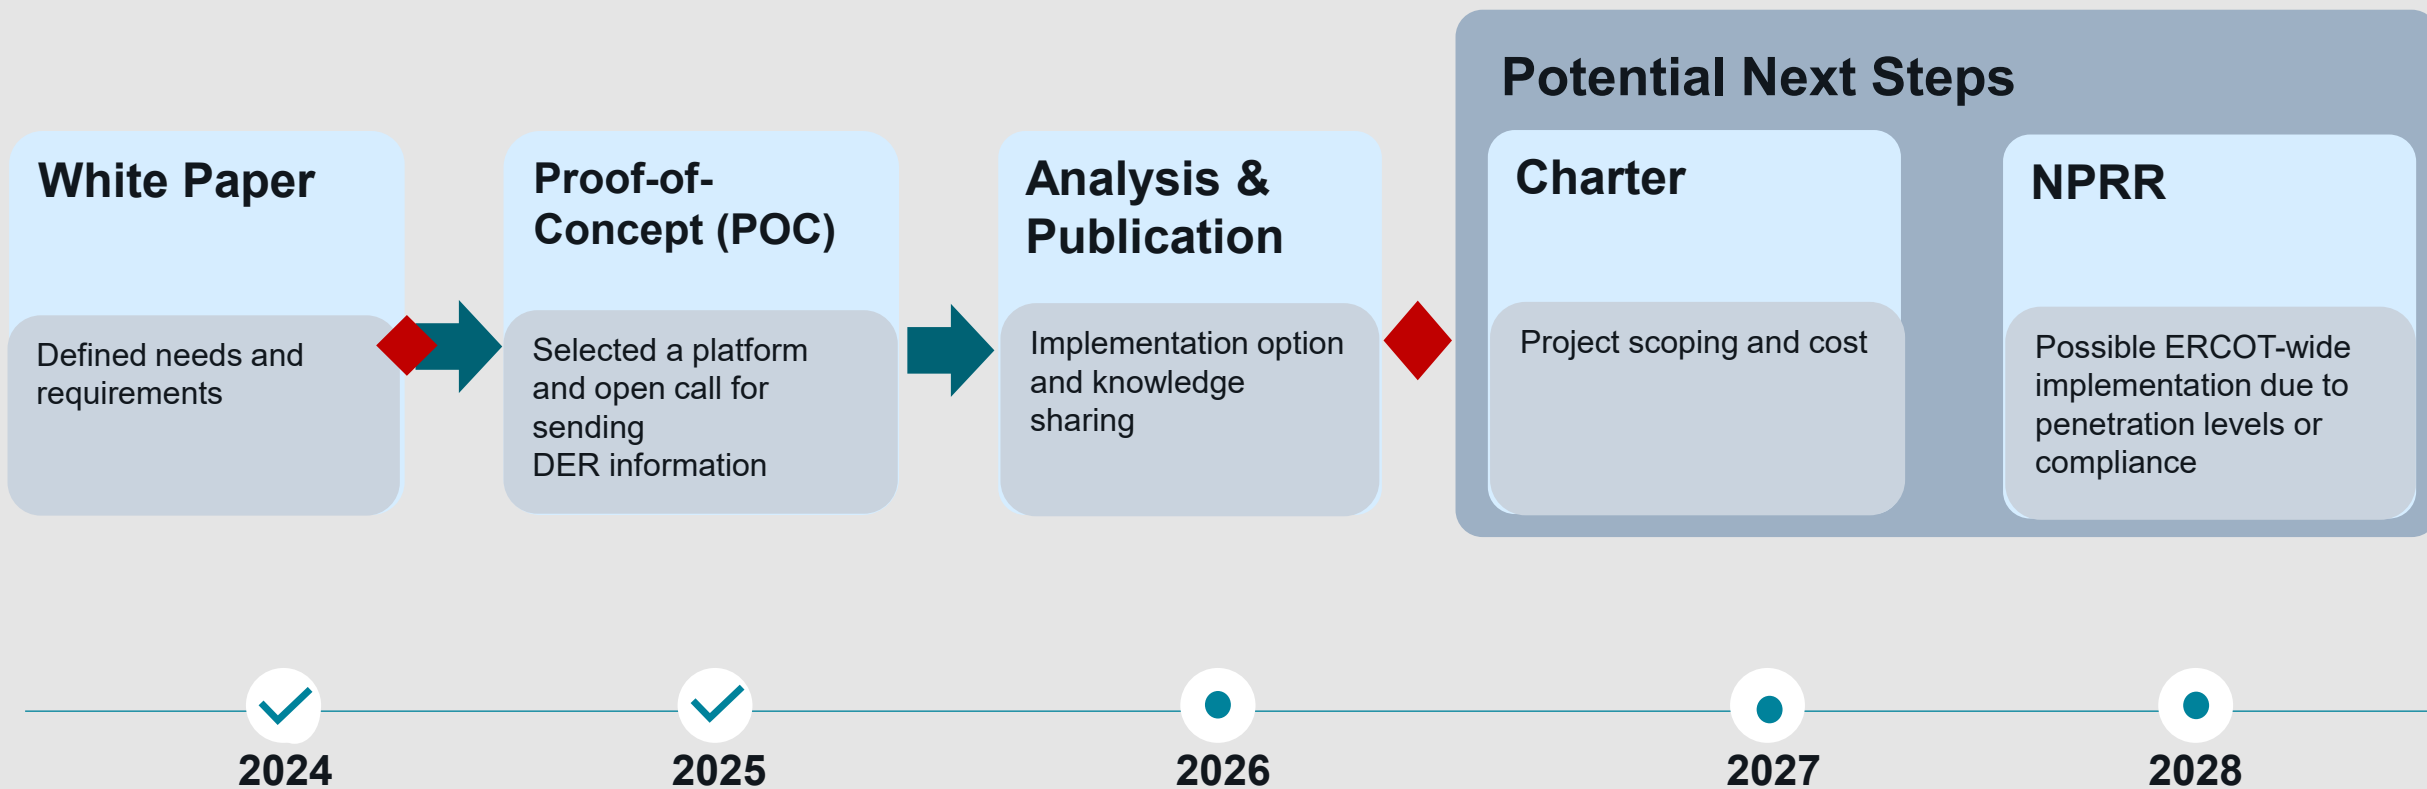 Potential Next Steps
White Paper
Defined needs and
requirements
Proof-of-
Concept (POC)
Selected a platform
and open call for
sending
DER information
Analysis &
Publication
Implementation option
and knowledge
sharing
Charter
Project scoping and cost
NPRR
Possible ERCOT-wide
implementation due to
penetration levels or
compliance
2024
2025
2026
2027
2028